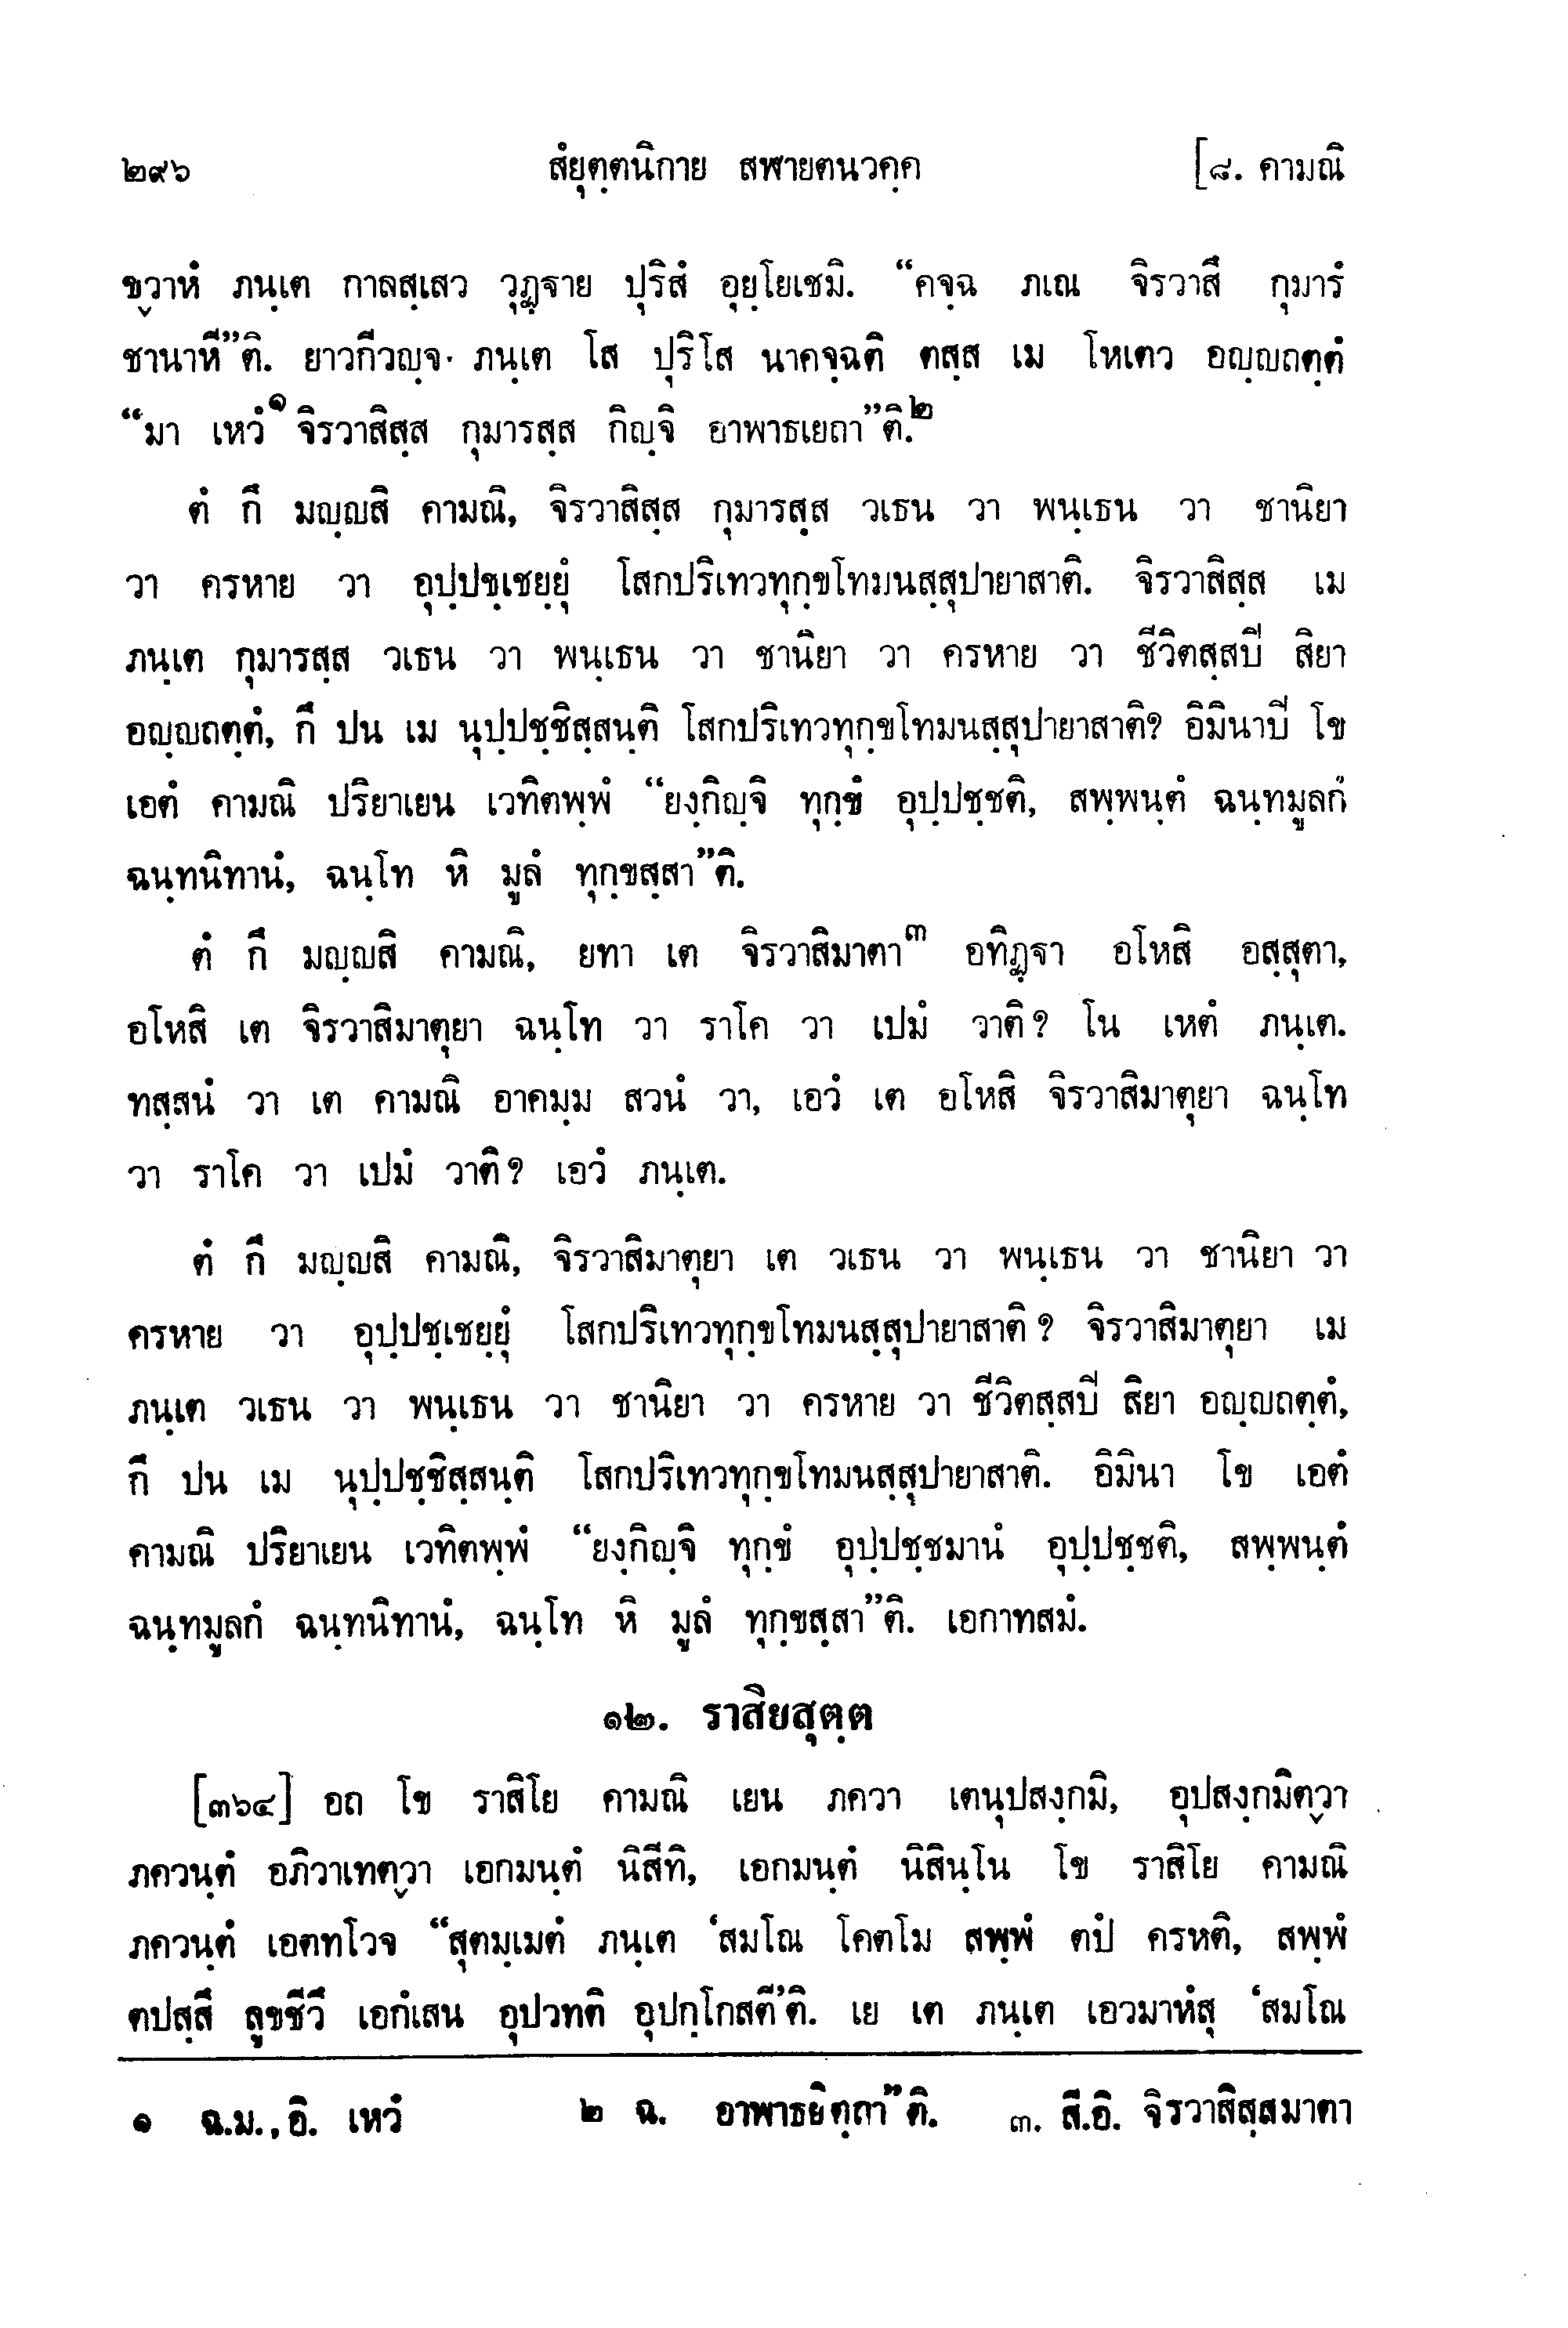 ๒๙๖ สํยุตฺตนิกาย สฬายตนวคฺค [๘. คามณิ
ขฺวาหํ ภนฺเต กาลสฺเสว วุฏฺฐาย ปุริสํ อุยฺโยเชมิ. “คจฺฉ ภเณ จิรวาสึ กุมารํ
ชานาหี”ติ. ยาวกีวญฺจ ภนฺเต โส ปุริโส นาคจฺฉติ ตสฺส เม โหเตว อญฺญถตฺตํ
“มา เหวํ๑ จิรวาสิสฺส กุมารสฺส กิญฺจิ อาพาธเยถา”ติ.๒
ตํ กึ มญฺญสิ คามณิ, จิรวาสิสฺส กุมารสฺส วเธน วา พนฺเธน วา ชานิยา
วา ครหาย วา อุปฺปชฺเชยฺยุํ โสกปริเทวทุกฺขโทมนสฺสุปายาสาติ. จิรวาสิสฺส เม
ภนฺเต กุมารสฺส วเธน วา พนฺเธน วา ชานิยา วา ครหาย วา ชีวิตสฺสปี สิยา
อญฺญถตฺตํ, กึ ปน เม นุปฺปชฺชิสฺสนฺติ โสกปริเทวทุกฺขโทมนสฺสุปายาสาติ? อิมินาปี โข
เอตํ คามณิ ปริยาเยน เวทิตพฺพํ “ยงฺกิญฺจิ ทุกฺขํ อุปฺปชฺชติ, สพฺพนฺตํ ฉนฺทมูลกํ
ฉนฺทนิทานํ, ฉนฺโท หิ มูลํ ทุกฺขสฺสา”ติ.
ตํ กึ มญฺญสิ คามณิ, ยทา เต จิรวาสิมาตา๓ อทิฏฺฐา อโหสิ อสฺสุตา,
อโหสิ เต จิรวาสิมาตุยา ฉนฺโท วา ราโค วา เปมํ วาติ? โน เหตํ ภนฺเต.
ทสฺสนํ วา เต คามณิ อาคมฺม สวนํ วา, เอวํ เต อโหสิ จิรวาสิมาตุยา ฉนฺโท
วา ราโค วา เปมํ วาติ? เอวํ ภนฺเต.
ตํ กึ มญฺญสิ คามณิ, จิรวาสิมาตุยา เต วเธน วา พนฺเธน วา ชานิยา วา
ครหาย วา อุปฺปชฺเชยฺยุํ โสกปริเทวทุกฺขโทมนสฺสุปายาสาติ? จิรวาสิมาตุยา เม
ภนฺเต วเธน วา พนฺเธน วา ชานิยา วา ครหาย วา ชีวิตสฺสปี สิยา อญฺญถตฺตํ,
กึ ปน เม นุปฺปชฺชิสฺสนฺติ โสกปริเทวทุกฺขโทมนสฺสุปายาสาติ. อิมินา โข เอตํ
คามณิ ปริยาเยน เวทิตพฺพํ “ยงฺกิญฺจิ ทุกฺขํ อุปฺปชฺชมานํ อุปฺปชฺชติ, สพฺพนฺตํ
ฉนฺทมูลกํ ฉนฺทนิทานํ, ฉนฺโท หิ มูลํ ทุกฺขสฺสา”ติ. เอกาทสมํ.
๑๒. ราสิยสุตฺต
[๓๖๔] อถ โข ราสิโย คามณิ เยน ภควา เตนุปสงฺกมิ, อุปสงฺกมิตฺวา
ภควนฺตํ อภิวาเทตฺวา เอกมนฺตํ นิสีทิ, เอกมนฺตํ นิสินฺโน โข ราสิโย คามณิ
ภควนฺตํ เอตทโวจ “สุตมฺเมตํ ภนฺเต ‘สมโณ โคตโม สพฺพํ ตปํ ครหติ, สพฺพํ
ตปสฺสึ ลูขชีวึ เอกํเสน อุปวทติ อุปกฺโกสตี’ติ. เย เต ภนฺเต เอวมาหํสุ ‘สมโณ
๑ ฉ.ม.,อิ. เหวํ ๒ ฉ. อาพาธยิตฺถา”ติ. ๓. สี.อิ. จิรวาสิสฺสมาตา